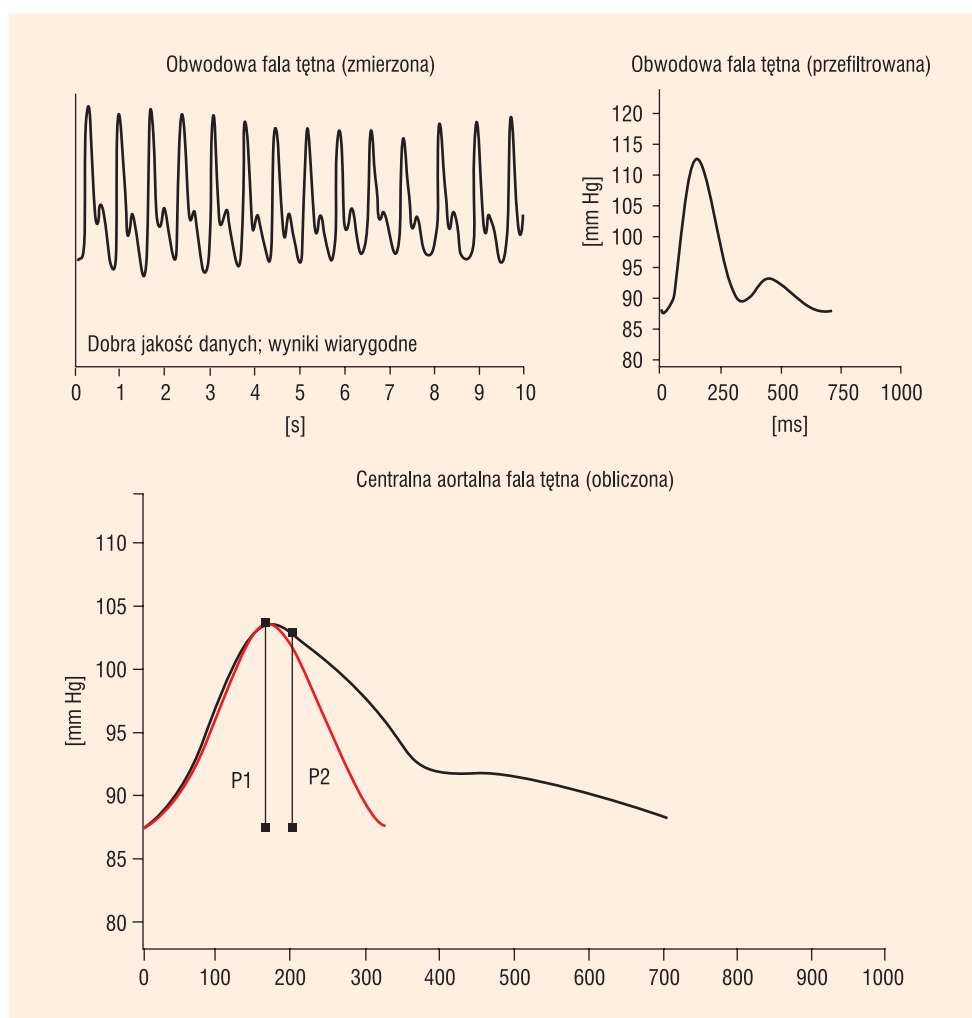 Obwodowa fala tętna (zmierzona)
Dobra jakość danych; wyniki wiarygodne
0 1 2 3 4 5 6 7 8 9 10
[s]
Obwodowa fala tętna (przefiltrowana)
120
115
110
105
100
95
90
85
80
[mm Hg]
0 250 500 750 1000
[ms]
Centralna aortalna fala tętna (obliczona)
110
105
100
95
90
85
80
[mm Hg]
P1 P2
0 100 200 300 400 500 600 700 800 900 1000